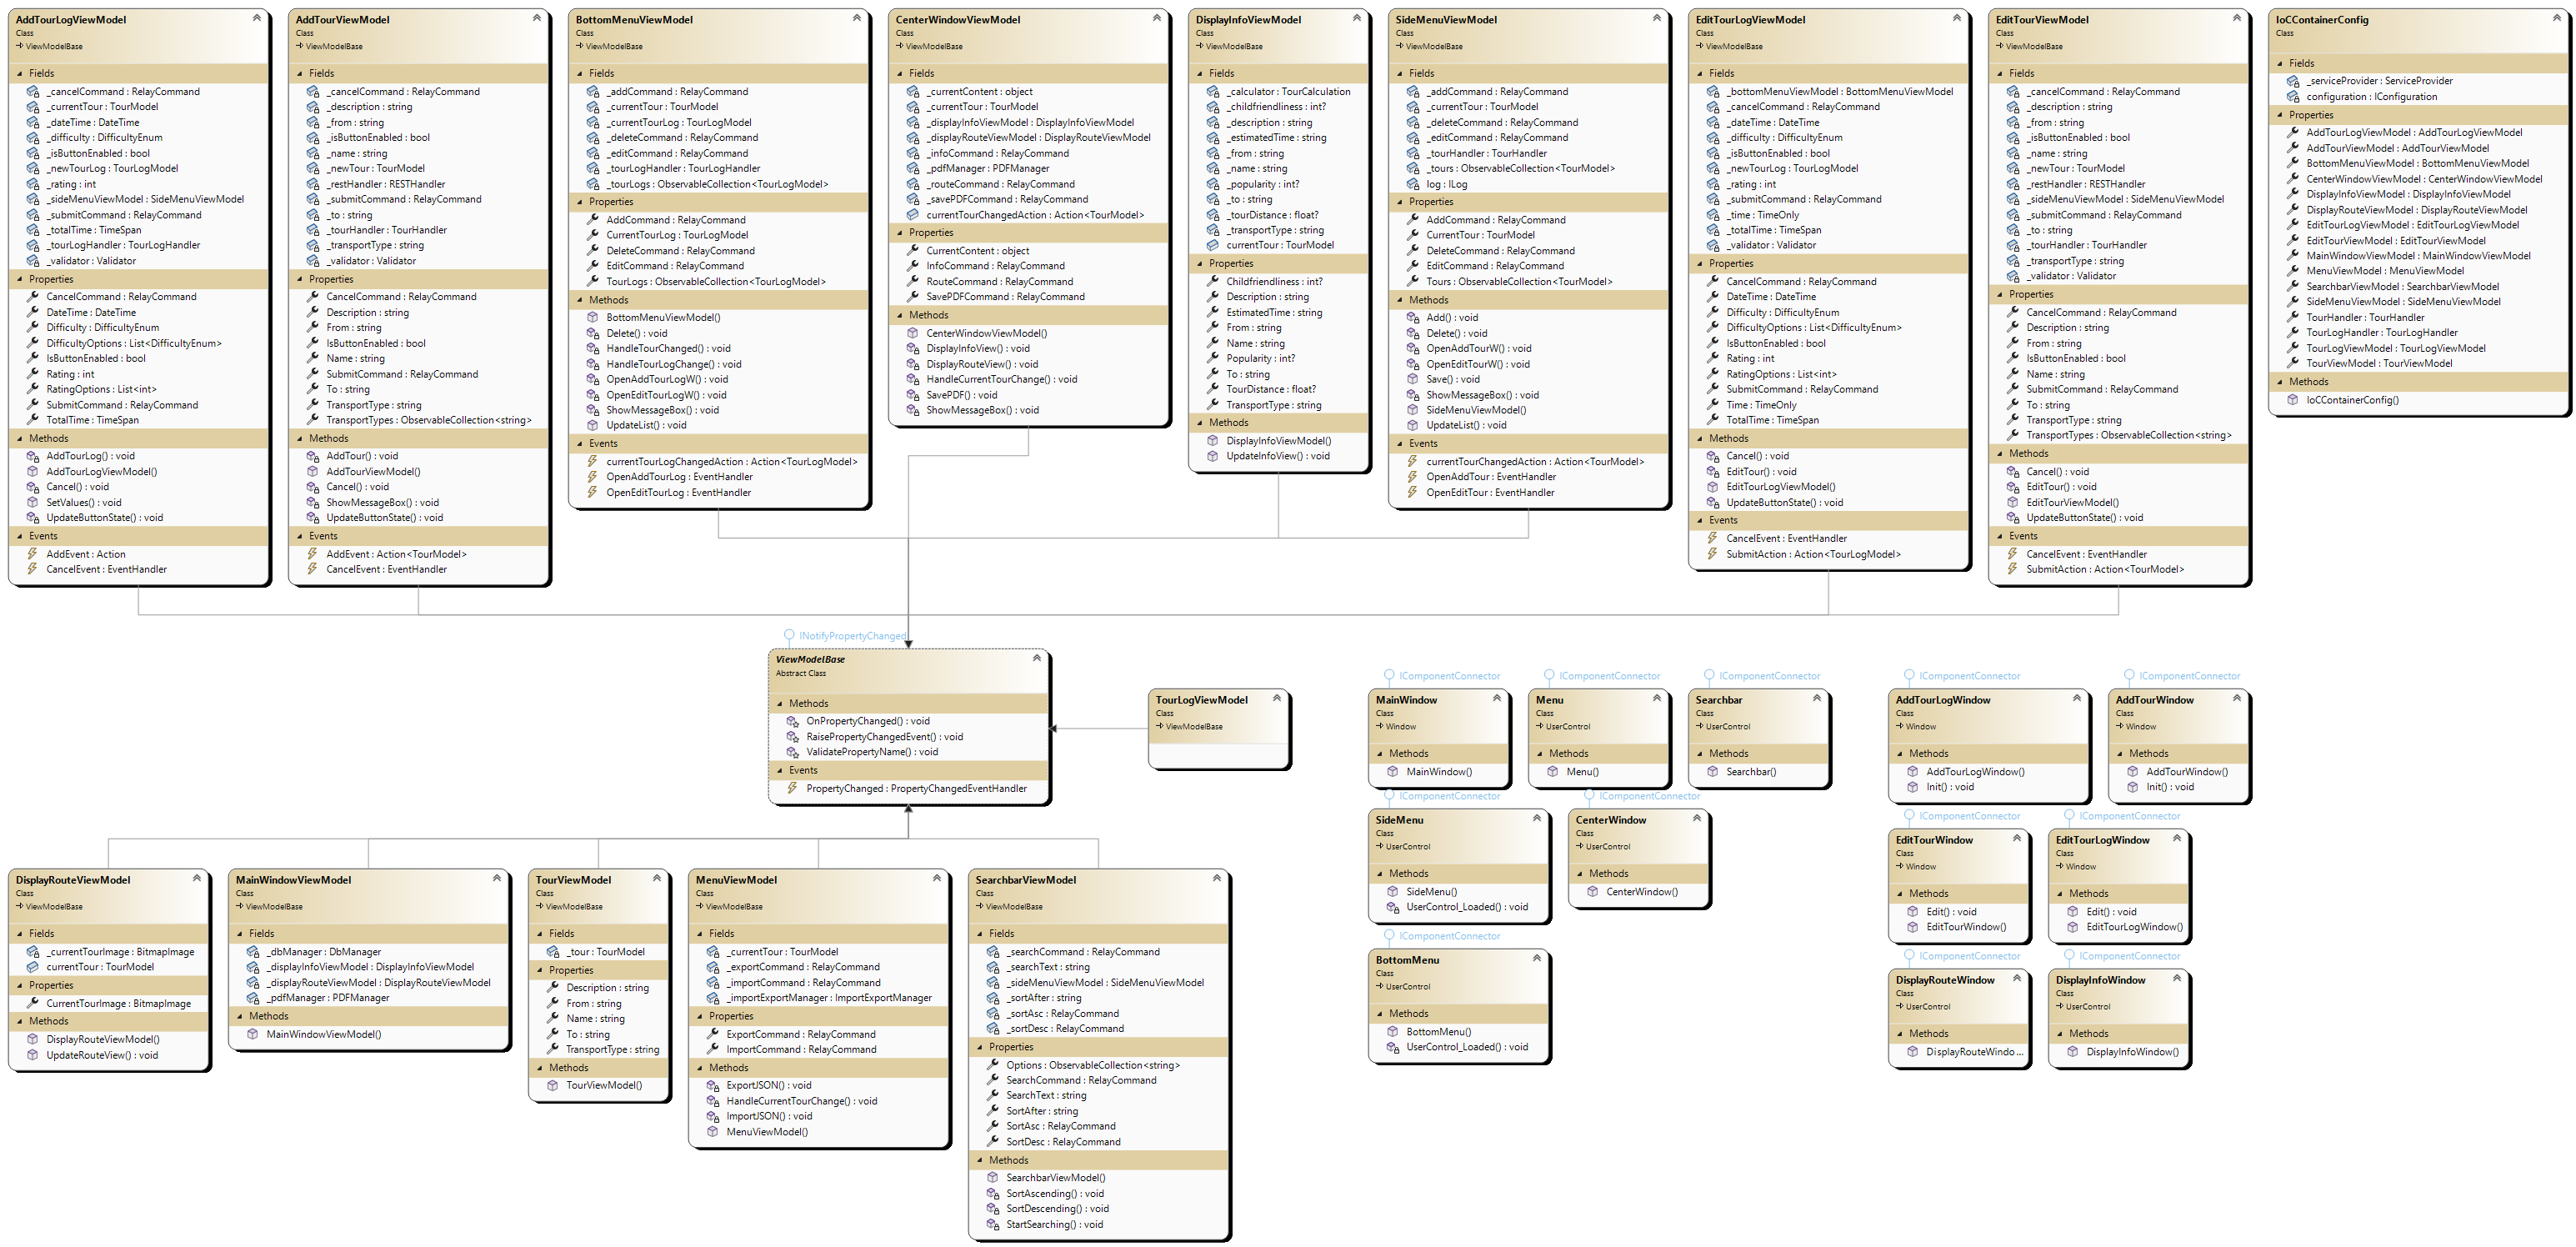 AddTourLogViewModel
Class
ViewModelBase
Fields
_cancelCommand : RelayCommand
_currentTour : TourModel
_dateTime : DateTime
_difficulty : DifficultyEnum
_isButtonEnabled : bool
_newTourLog : TourLogModel
_rating : int
_sideMenuViewModel : SideMenuViewModel
_submitCommand : RelayCommand
_totalTime : TimeSpan
_tourLogHandler : TourLogHandler
_validator : Validator
Properties
CancelCommand : RelayCommand
DateTime : DateTime
Difficulty : DifficultyEnum
DifficultyOptions : List<DifficultyEnum>
IsButtonEnabled : bool
Rating : int
RatingOptions : List<int>
SubmitCommand : RelayCommand
TotalTime : TimeSpan
Methods
AddTourLog() : void
AddTourLogViewModel()
Cancel() : void
SetValues() : void
UpdateButtonState() : void
Events
AddEvent : Action
CancelEvent : EventHandler
AddTourViewModel
Class
ViewModelBase
Fields
_cancelCommand : RelayCommand
_description : string
_from : string
_isButtonEnabled : bool
_name : string
_newTour : TourModel
_restHandler : RESTHandler
_submitCommand : RelayCommand
_to : string
_tourHandler : TourHandler
_transportType : string
_validator : Validator
Properties
CancelCommand : RelayCommand
Description : string
From : string
IsButtonEnabled : bool
Name : string
SubmitCommand : RelayCommand
To : string
TransportType : string
TransportTypes : ObservableCollection<string>
Methods
AddTour() : void
AddTourViewModel()
Cancel() : void
ShowMessageBox() : void
UpdateButtonState() : void
Events
AddEvent : Action<TourModel>
CancelEvent : EventHandler
BottomMenuViewModel
Class
ViewModelBase
Fields
_addCommand : RelayCommand
_currentTour : TourModel
_currentTourLog : TourLogModel
_deleteCommand : RelayCommand
_editCommand : RelayCommand
_tourLogHandler : TourLogHandler
_tourLogs : ObservableCollection<TourLogModel>
Properties
AddCommand : RelayCommand
CurrentTourLog : TourLogModel
DeleteCommand : RelayCommand
EditCommand : RelayCommand
TourLogs : ObservableCollection<TourLogModel>
Methods
BottomMenuViewModel()
Delete() : void
HandleTourChanged() : void
HandleTourLogChange() : void
OpenAddTourLogW() : void
OpenEditTourLogW() : void
ShowMessageBox() : void
UpdateList() : void
Events
currentTourLogChangedAction : Action<TourLogModel>
OpenAddTourLog : EventHandler
OpenEditTourLog : EventHandler
CenterWindowViewModel
Class
ViewModelBase
Fields
_currentContent : object
_currentTour : TourModel
_displayInfoViewModel : DisplayInfoViewModel
_displayRouteViewModel : DisplayRouteViewModel
_infoCommand : RelayCommand
_pdfManager : PDFManager
_routeCommand : RelayCommand
_savePDFCommand : RelayCommand
currentTourChangedAction : Action<TourModel>
Properties
CurrentContent : object
InfoCommand : RelayCommand
RouteCommand : RelayCommand
SavePDFCommand : RelayCommand
Methods
CenterWindowViewModel()
DisplayInfoView() : void
DisplayRouteView() : void
HandleCurrentTourChange() : void
SavePDF() : void
ShowMessageBox() : void
DisplayInfoViewModel
Class
ViewModelBase
Fields
_calculator : TourCalculation
_childfriendliness : int?
_description : string
_estimatedTime : string
_from : string
_name : string
_popularity : int?
_to : string
_tourDistance : float?
_transportType : string
currentTour : TourModel
Properties
Childfriendliness : int?
Description : string
EstimatedTime : string
From : string
Name : string
Popularity : int?
To : string
TourDistance : float?
TransportType : string
Methods
DisplayInfoViewModel()
UpdateInfoView() : void
SideMenuViewModel
Class
ViewModelBase
Fields
_addCommand : RelayCommand
_currentTour : TourModel
_deleteCommand : RelayCommand
_editCommand : RelayCommand
_tourHandler : TourHandler
_tours : ObservableCollection<TourModel>
log : ILog
Properties
AddCommand : RelayCommand
CurrentTour : TourModel
DeleteCommand : RelayCommand
EditCommand : RelayCommand
Tours : ObservableCollection<TourModel>
Methods
Add() : void
Delete() : void
OpenAddTourW() : void
OpenEditTourW() : void
Save() : void
ShowMessageBox() : void
SideMenuViewModel()
UpdateList() : void
Events
currentTourChangedAction : Action<TourModel>
OpenAddTour : EventHandler
OpenEditTour : EventHandler
EditTourLogViewModel
Class
ViewModelBase
Fields
_bottomMenuViewModel : BottomMenuViewModel
_cancelCommand : RelayCommand
_dateTime : DateTime
_difficulty : DifficultyEnum
_isButtonEnabled : bool
_newTourLog : TourLogModel
_rating : int
_submitCommand : RelayCommand
_time : TimeOnly
_totalTime : TimeSpan
_validator : Validator
Properties
CancelCommand : RelayCommand
DateTime : DateTime
Difficulty : DifficultyEnum
DifficultyOptions : List<DifficultyEnum>
IsButtonEnabled : bool
Rating : int
RatingOptions : List<int>
SubmitCommand : RelayCommand
Time : TimeOnly
TotalTime : TimeSpan
Methods
Cancel() : void
EditTour() : void
EditTourLogViewModel()
UpdateButtonState() : void
Events
CancelEvent : EventHandler
SubmitAction : Action<TourLogModel>
EditTourViewModel
Class
ViewModelBase
Fields
_cancelCommand : RelayCommand
_description : string
_from : string
_isButtonEnabled : bool
_name : string
_newTour : TourModel
_restHandler : RESTHandler
_sideMenuViewModel : SideMenuViewModel
_submitCommand : RelayCommand
_to : string
_tourHandler : TourHandler
_transportType : string
_validator : Validator
Properties
CancelCommand : RelayCommand
Description : string
From : string
IsButtonEnabled : bool
Name : string
SubmitCommand : RelayCommand
To : string
TransportType : string
TransportTypes : ObservableCollection<string>
Methods
Cancel() : void
EditTour() : void
EditTourViewModel()
UpdateButtonState() : void
Events
CancelEvent : EventHandler
SubmitAction : Action<TourModel>
IoCContainerConfig
Class
Fields
_serviceProvider : ServiceProvider
configuration : IConfiguration
Properties
AddTourLogViewModel : AddTourLogViewModel
AddTourViewModel : AddTourViewModel
BottomMenuViewModel : BottomMenuViewModel
CenterWindowViewModel : CenterWindowViewModel
DisplayInfoViewModel : DisplayInfoViewModel
DisplayRouteViewModel : DisplayRouteViewModel
EditTourLogViewModel : EditTourLogViewModel
EditTourViewModel : EditTourViewModel
MainWindowViewModel : MainWindowViewModel
MenuViewModel : MenuViewModel
SearchbarViewModel : SearchbarViewModel
SideMenuViewModel : SideMenuViewModel
TourHandler : TourHandler
TourLogHandler : TourLogHandler
TourLogViewModel : TourLogViewModel
TourViewModel : TourViewModel
Methods
IoCContainerConfig()
INotifyPropertyChanged
ViewModelBase
Abstract Class
Methods
OnPropertyChanged() : void
RaisePropertyChangedEvent() : void
ValidatePropertyName() : void
Events
PropertyChanged : PropertyChangedEventHandler
TourLogViewModel
Class
ViewModelBase
IComponentConnector
MainWindow
Class
Window
Methods
MainWindow()
IComponentConnector
Menu
Class
UserControl
Methods
Menu()
IComponentConnector
Searchbar
Class
UserControl
Methods
Searchbar()
IComponentConnector
AddTourLogWindow
Class
Window
Methods
AddTourLogWindow()
Init() : void
IComponentConnector
AddTourWindow
Class
Window
Methods
AddTourWindow()
Init() : void
IComponentConnector
SideMenu
Class
UserControl
Methods
SideMenu()
UserControl_Loaded() : void
IComponentConnector
CenterWindow
Class
UserControl
Methods
CenterWindow()
IComponentConnector
EditTourWindow
Class
Window
Methods
Edit() : void
EditTourWindow()
IComponentConnector
EditTourLogWindow
Class
Window
Methods
Edit() : void
EditTourLogWindow()
IComponentConnector
BottomMenu
Class
UserControl
Methods
BottomMenu()
UserControl_Loaded() : void
IComponentConnector
DisplayRouteWindow
Class
UserControl
Methods
DisplayRouteWindo ...
IComponentConnector
DisplayInfoWindow
Class
UserControl
Methods
DisplayInfoWindow()
DisplayRouteViewModel
Class
ViewModelBase
Fields
_currentTourImage : BitmapImage
currentTour : TourModel
Properties
CurrentTourImage : BitmapImage
Methods
DisplayRouteViewModel()
UpdateRouteView() : void
MainWindowViewModel
Class
ViewModelBase
Fields
_dbManager : DbManager
_displayInfoViewModel : DisplayInfoViewModel
_displayRouteViewModel : DisplayRouteViewModel
_pdfManager : PDFManager
Methods
MainWindowViewModel()
TourViewModel
Class
ViewModelBase
Fields
_tour : TourModel
Properties
Description : string
From : string
Name : string
To : string
TransportType : string
Methods
TourViewModel()
MenuViewModel
Class
ViewModelBase
Fields
_currentTour : TourModel
_exportCommand : RelayCommand
_importCommand : RelayCommand
_importExportManager : ImportExportManager
Properties
ExportCommand : RelayCommand
ImportCommand : RelayCommand
Methods
ExportJSON() : void
HandleCurrentTourChange() : void
ImportJSON() : void
MenuViewModel()
SearchbarViewModel
Class
ViewModelBase
Fields
_searchCommand : RelayCommand
_searchText : string
_sideMenuViewModel : SideMenuViewModel
_sortAfter : string
_sortAsc : RelayCommand
_sortDesc : RelayCommand
Properties
Options : ObservableCollection<string>
SearchCommand : RelayCommand
SearchText : string
SortAfter : string
SortAsc : RelayCommand
SortDesc : RelayCommand
Methods
SearchbarViewModel()
SortAscending() : void
SortDescending() : void
StartSearching() : void